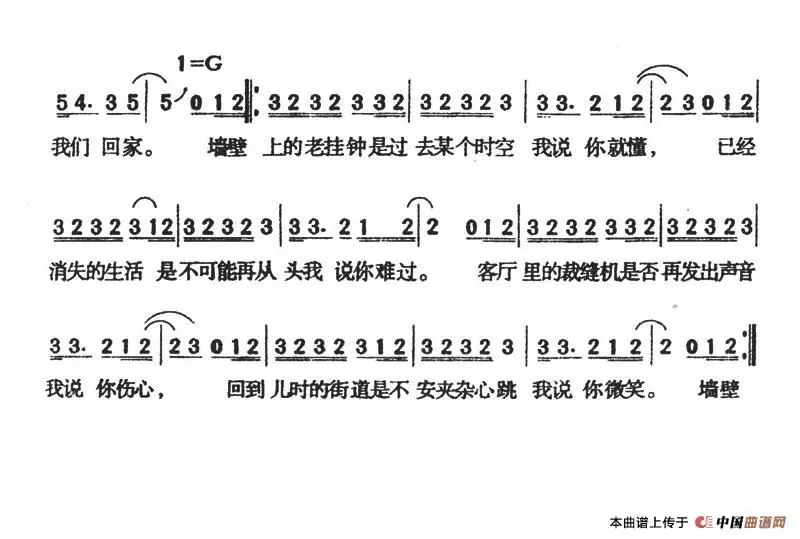 1=G
5 4. 3 5 | 5 0 1 2 ‖: 3 2 3 2 3 3 2 | 3 2 3 2 3 | 3 3. 2 1 2 | 2 3 0 1 2 |
我们 回家。 墙壁 上的老挂钟是过 去某个时空 我说 你就懂， 已经
3 2 3 2 3 1 2 | 3 2 3 2 3 | 3 3. 2 1 2 | 2 0 1 2 | 3 2 3 2 3 3 2 | 3 2 3 2 3 |
消失的生活 是不可能再从 头我 说你难过。 客厅 里的裁缝机是否 再发出声音
3 3. 2 1 2 | 2 3 0 1 2 | 3 2 3 2 3 1 2 | 3 2 3 2 3 | 3 3. 2 1 2 | 2 0 1 2 :‖
我说 你伤心， 回到 儿时的街道是不 安夹杂心跳 我说 你微笑。 墙壁
本曲谱上传于 中国曲谱网